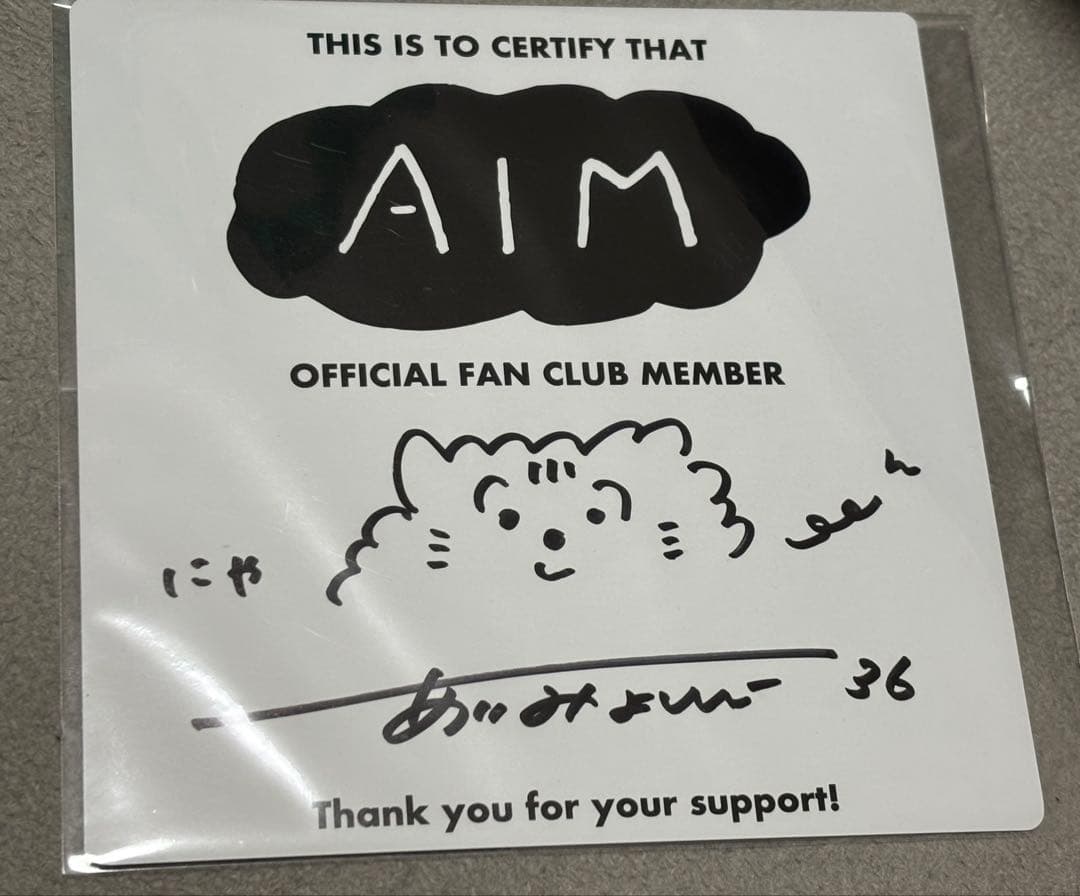 THIS IS TO CERTIFY THAT
AIM
OFFICIAL FAN CLUB MEMBER
にゃ ん
あいみょん 36
Thank you for your support!